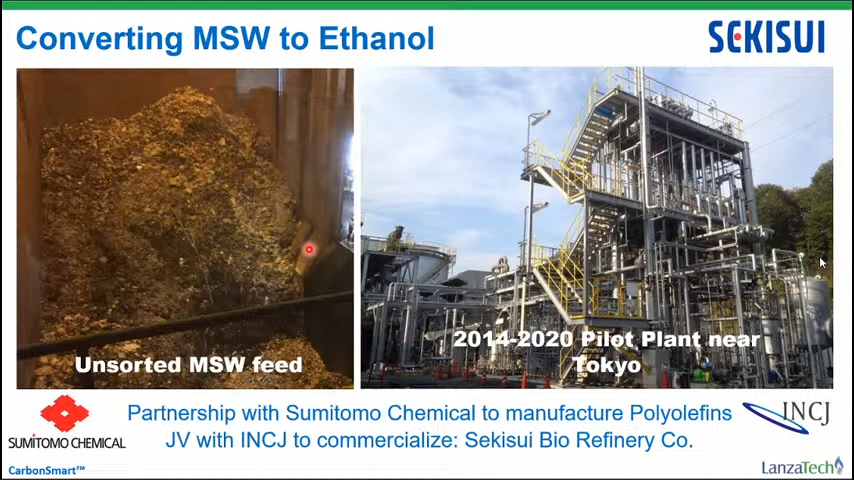 Converting MSW to Ethanol
SEKISUI
Unsorted MSW feed
2014-2020 Pilot Plant near
Tokyo
SUMITOMO CHEMICAL
Partnership with Sumitomo Chemical to manufacture Polyolefins
JV with INCJ to commercialize: Sekisui Bio Refinery Co.
INCJ
CarbonSmart™
LanzaTech